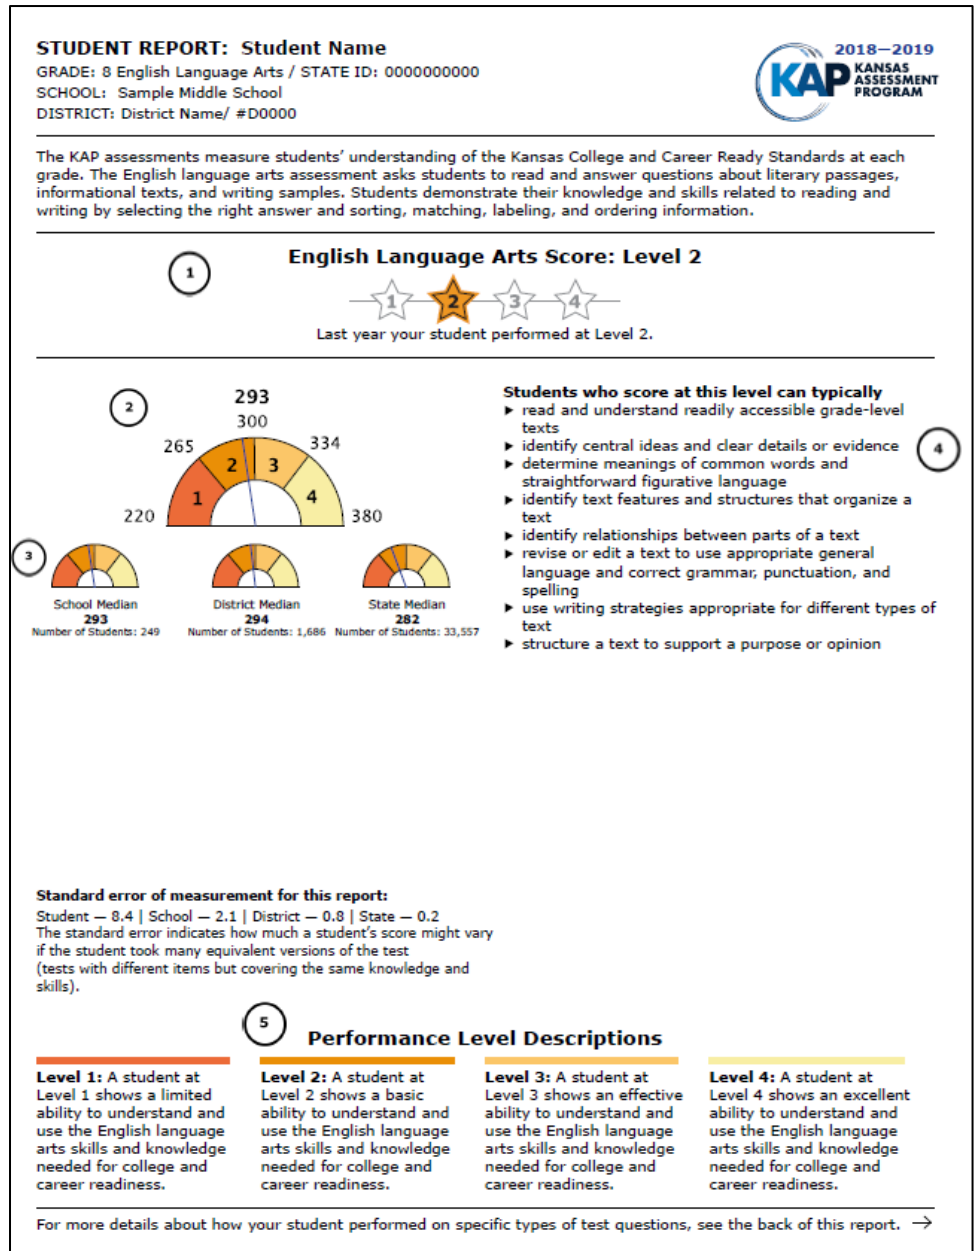 STUDENT REPORT: Student Name
GRADE: 8 English Language Arts / STATE ID: 0000000000
SCHOOL: Sample Middle School
DISTRICT: District Name/ #D0000
2018—2019
KAP KANSAS
ASSESSMENT
PROGRAM
The KAP assessments measure students' understanding of the Kansas College and Career Ready Standards at each
grade. The English language arts assessment asks students to read and answer questions about literary passages,
informational texts, and writing samples. Students demonstrate their knowledge and skills related to reading and
writing by selecting the right answer and sorting, matching, labeling, and ordering information.
1
English Language Arts Score: Level 2
1 2 3 4
Last year your student performed at Level 2.
2
293
300
265
334
2 3
1 4
220
380
3
School Median
293
Number of Students: 249
District Median
294
Number of Students: 1,686
State Median
282
Number of Students: 33,557
Students who score at this level can typically
▶ read and understand readily accessible grade-level
texts
▶ identify central ideas and clear details or evidence
▶ determine meanings of common words and
straightforward figurative language
▶ identify text features and structures that organize a
text
▶ identify relationships between parts of a text
▶ revise or edit a text to use appropriate general
language and correct grammar, punctuation, and
spelling
▶ use writing strategies appropriate for different types of
text
▶ structure a text to support a purpose or opinion
4
Standard error of measurement for this report:
Student — 8.4 | School — 2.1 | District — 0.8 | State — 0.2
The standard error indicates how much a student's score might vary
if the student took many equivalent versions of the test
(tests with different items but covering the same knowledge and
skills).
5
Performance Level Descriptions
Level 1: A student at
Level 1 shows a limited
ability to understand and
use the English language
arts skills and knowledge
needed for college and
career readiness.
Level 2: A student at
Level 2 shows a basic
ability to understand and
use the English language
arts skills and knowledge
needed for college and
career readiness.
Level 3: A student at
Level 3 shows an effective
ability to understand and
use the English language
arts skills and knowledge
needed for college and
career readiness.
Level 4: A student at
Level 4 shows an excellent
ability to understand and
use the English language
arts skills and knowledge
needed for college and
career readiness.
For more details about how your student performed on specific types of test questions, see the back of this report. →